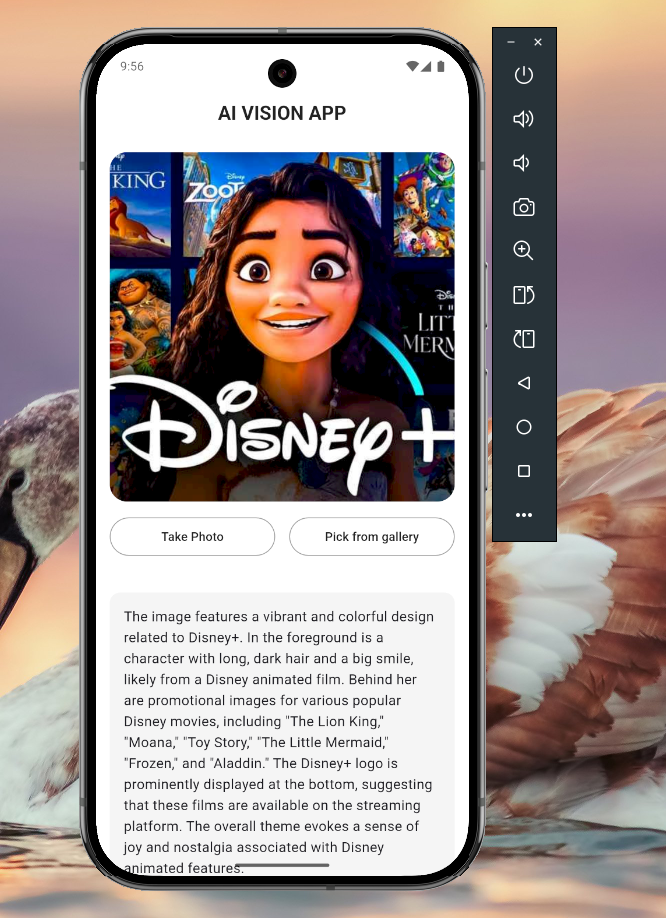 9:56
AI VISION APP
HE
KING
Disney
ZOOT
Dis
TH
LITT
MERM
DISNEY+
Take Photo
Pick from gallery
The image features a vibrant and colorful design
related to Disney+. In the foreground is a
character with long, dark hair and a big smile,
likely from a Disney animated film. Behind her
are promotional images for various popular
Disney movies, including "The Lion King,"
"Moana," "Toy Story," "The Little Mermaid,"
"Frozen," and "Aladdin." The Disney+ logo is
prominently displayed at the bottom, suggesting
that these films are available on the streaming
platform. The overall theme evokes a sense of
joy and nostalgia associated with Disney
animated features.